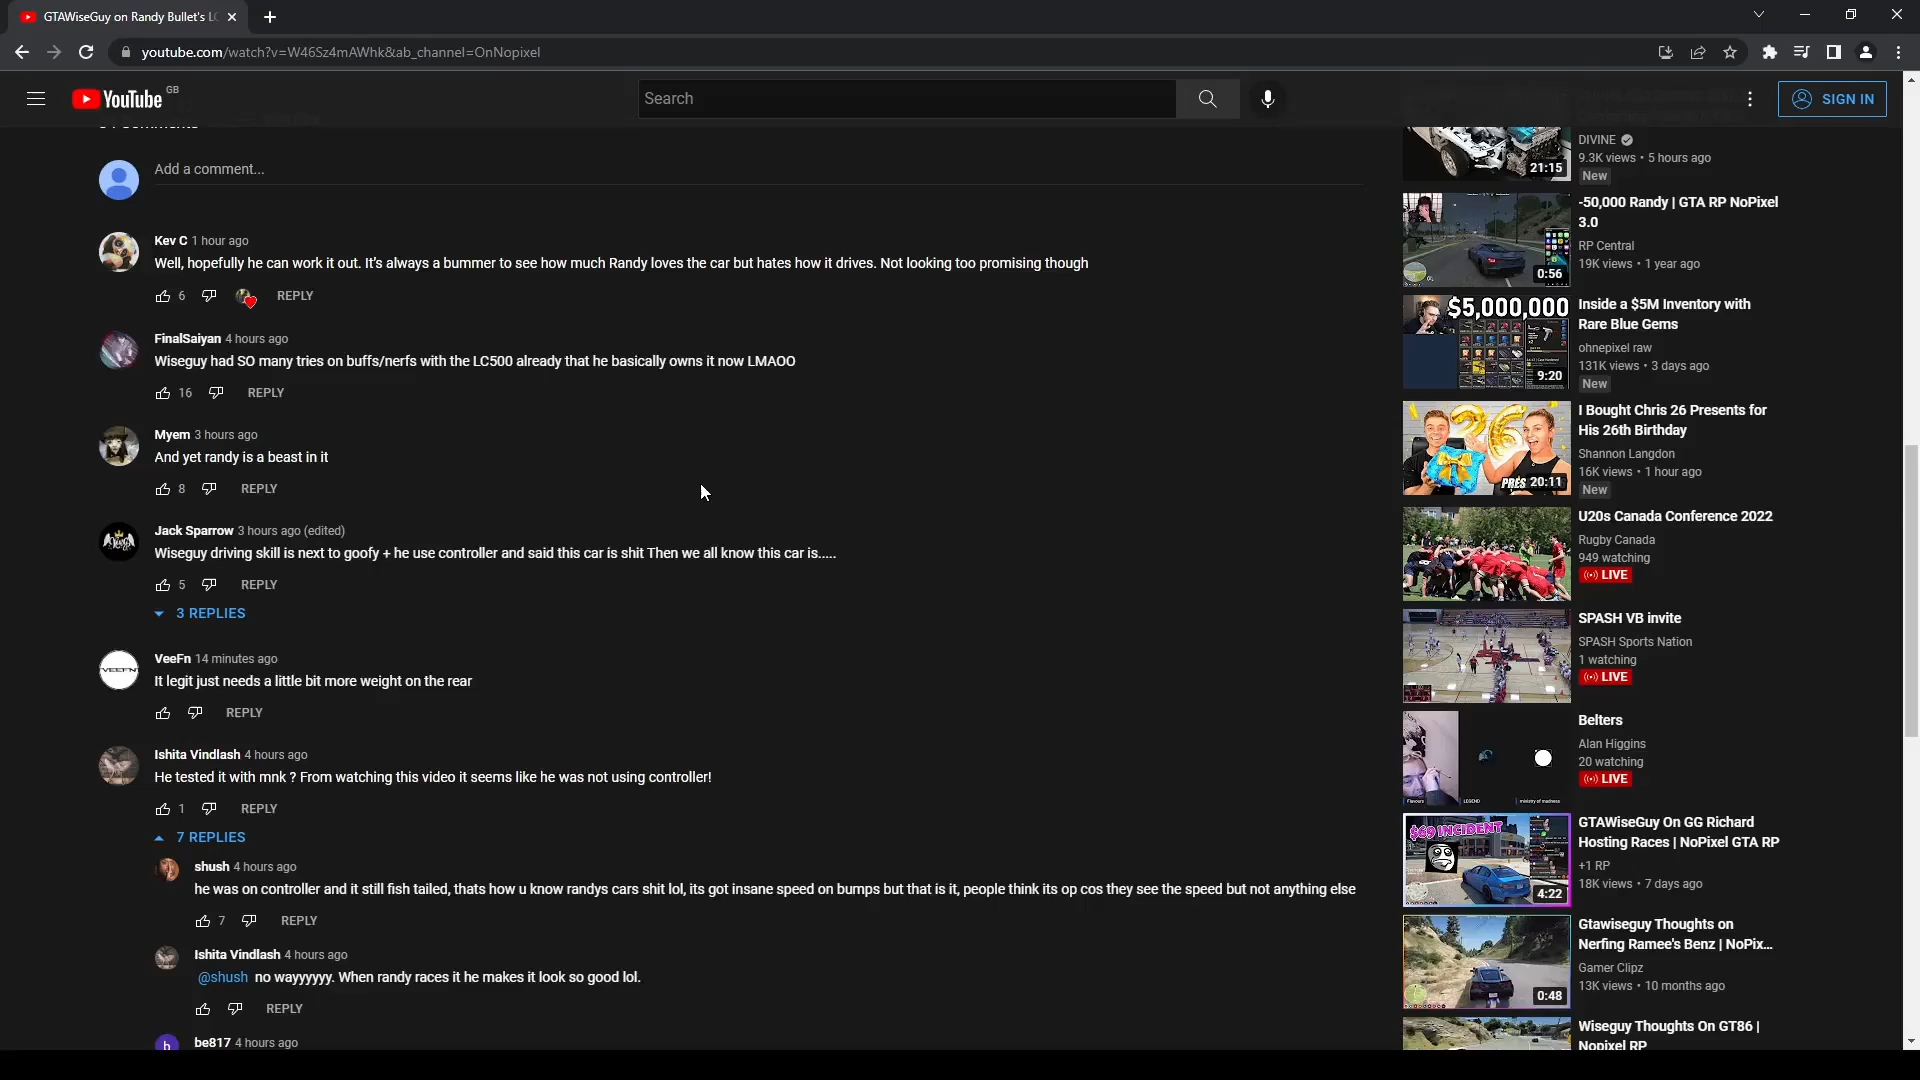 GTAWiseGuy on Randy Bullet's LC
youtube.com/watch?v=W46Sz4mAWhk&ab_channel=OnNopixel
YouTube GB
Search
SIGN IN
Add a comment...
Kev C 1 hour ago
Well, hopefully he can work it out. It's always a bummer to see how much Randy loves the car but hates how it drives. Not looking too promising though
6 REPLY
FinalSaiyan 4 hours ago
Wiseguy had SO many tries on buffs/nerfs with the LC500 already that he basically owns it now LMAOO
16 REPLY
Myem 3 hours ago
And yet randy is a beast in it
8 REPLY
Jack Sparrow 3 hours ago (edited)
Wiseguy driving skill is next to goofy + he use controller and said this car is shit Then we all know this car is.....
5 REPLY
3 REPLIES
VEEFN
VeeFn 14 minutes ago
It legit just needs a little bit more weight on the rear
REPLY
Ishita Vindlash 4 hours ago
He tested it with mnk ? From watching this video it seems like he was not using controller!
1 REPLY
7 REPLIES
shush 4 hours ago
he was on controller and it still fish tailed, thats how u know randys cars shit lol, its got insane speed on bumps but that is it, people think its op cos they see the speed but not anything else
7 REPLY
Ishita Vindlash 4 hours ago
@shush no wayyyyyy. When randy races it he makes it look so good lol.
REPLY
b
be817 4 hours ago
21:15
DIVINE
9.3K views • 5 hours ago
New
0:56
-50,000 Randy | GTA RP NoPixel
3.0
RP Central
19K views • 1 year ago
$5,000,000
9:20
Inside a $5M Inventory with
Rare Blue Gems
ohnepixel raw
131K views • 3 days ago
New
26
PRES
20:11
I Bought Chris 26 Presents for
His 26th Birthday
Shannon Langdon
16K views • 1 hour ago
New
U20s Canada Conference 2022
Rugby Canada
949 watching
LIVE
SPASH VB invite
SPASH Sports Nation
1 watching
LIVE
Flavours LEGEND ministry of madness
Belters
Alan Higgins
20 watching
LIVE
$69 INCIDENT
4:22
GTAWiseGuy On GG Richard
Hosting Races | NoPixel GTA RP
+1 RP
18K views • 7 days ago
0:48
Gtawiseguy Thoughts on
Nerfing Ramee's Benz | NoPix...
Gamer Clipz
13K views • 10 months ago
Wiseguy Thoughts On GT86 |
Nopixel RP